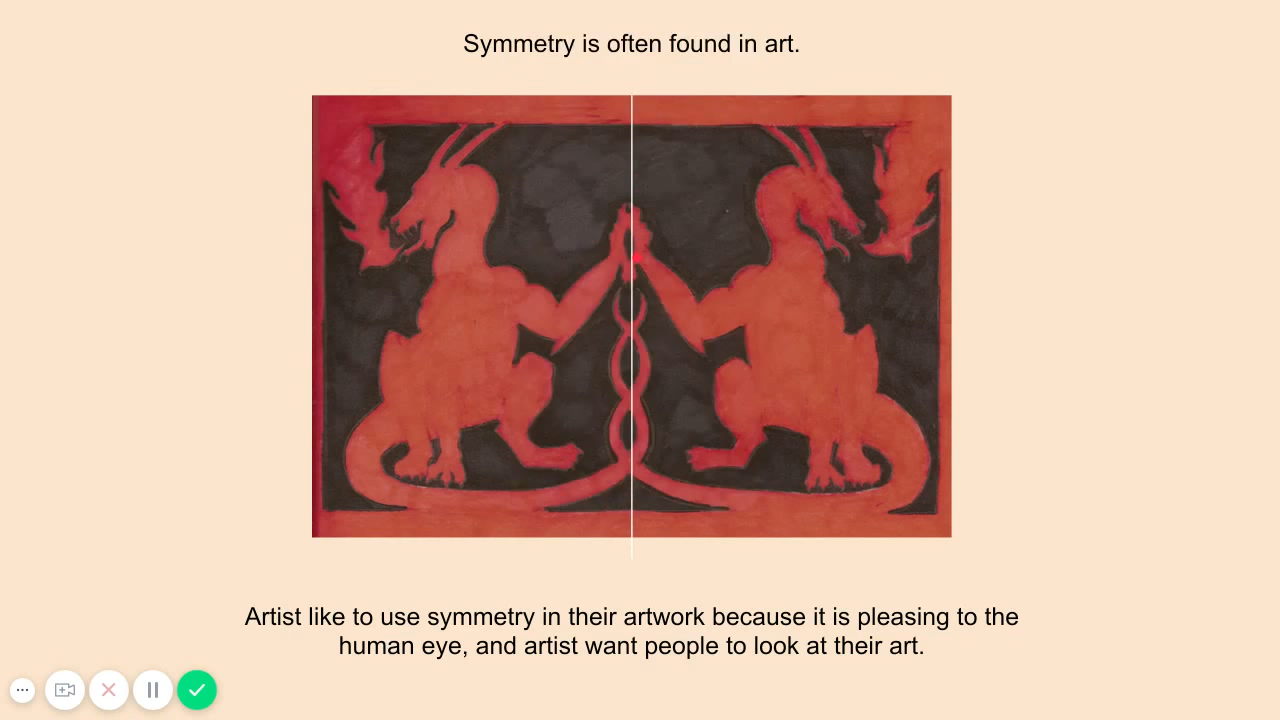 Symmetry is often found in art.
Artist like to use symmetry in their artwork because it is pleasing to the
human eye, and artist want people to look at their art.